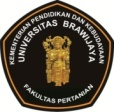 KEMENTERIAN PENDIDIKAN DAN KEBUDAYAAN
UNIVERSITAS BRAWIJAYA
FAKULTAS PERTANIAN